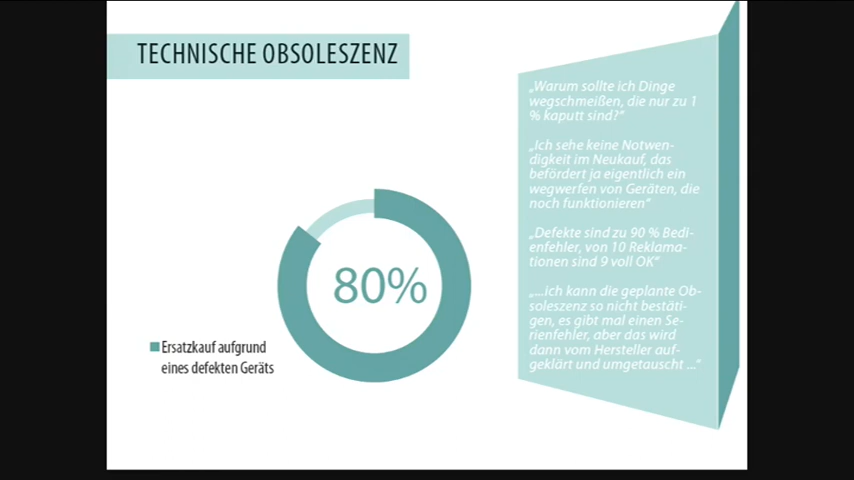 TECHNISCHE OBSOLESZENZ
80%
Ersatzkauf aufgrund
eines defekten Geräts
„Warum sollte ich Dinge
wegschmeißen, die nur zu 1
% kaputt sind?“
„Ich sehe keine Notwen-
digkeit im Neukauf, das
befördert ja eigentlich ein
wegwerfen von Geräten, die
noch funktionieren“
„Defekte sind zu 90 % Bedi-
enfehler, von 10 Reklama-
tionen sind 9 voll OK“
„...ich kann die geplante Ob-
soleszenz so nicht bestäti-
gen, es gibt mal einen Se-
rienfehler, aber das wird
dann vom Hersteller auf-
geklärt und umgetauscht ...“